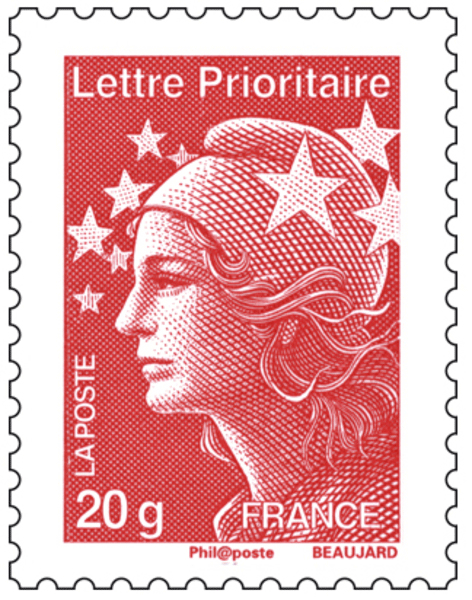 Lettre Prioritaire
LA POSTE
20 g
FRANCE
Phil@poste
BEAUJARD